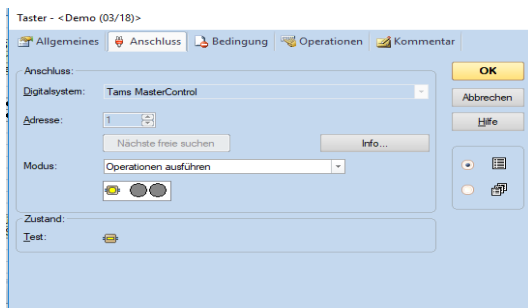 Taster - <Demo (03/18)>
Allgemeines Anschluss Bedingung Operationen Kommentar
Anschluss:
Digitalsystem: Tams MasterControl
Adresse: 1
Nächste freie suchen Info...
Modus: Operationen ausführen
Zustand:
Test:
OK
Abbrechen
Hilfe